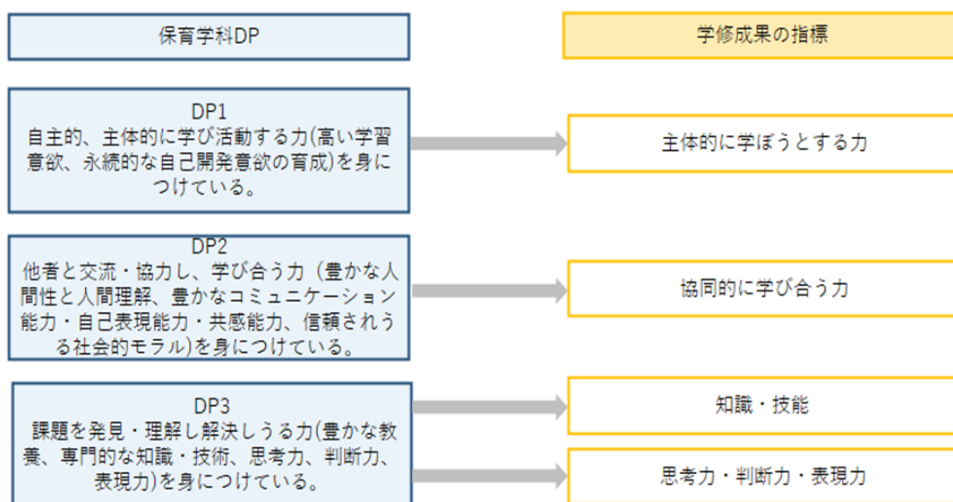 保育学科DP
学修成果の指標
DP1
自主的、主体的に学び活動する力(高い学習
意欲、永続的な自己開発意欲の育成)を身に
つけている。
主体的に学ぼうとする力
DP2
他者と交流・協力し、学び合う力（豊かな人
間性と人間理解、豊かなコミュニケーション
能力・自己表現能力・共感能力、信頼されう
る社会的モラル)を身につけている。
協同的に学び合う力
DP3
課題を発見・理解し解決しうる力(豊かな教
養、専門的な知識・技術、思考力、判断力、
表現力)を身につけている。
知識・技能
思考力・判断力・表現力